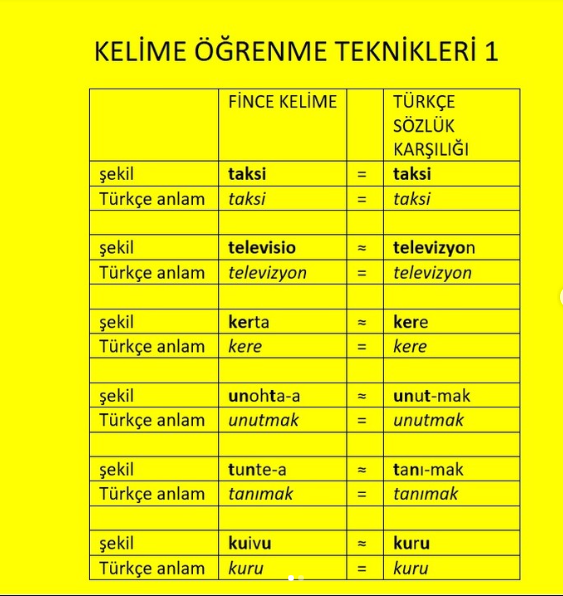 KELİME ÖĞRENME TEKNİKLERİ 1
FİNCE KELİME TÜRKÇE SÖZLÜK KARŞILIĞI
şekil taksi = taksi
Türkçe anlam taksi = taksi
şekil televisio ≈ televizyon
Türkçe anlam televizyon = televizyon
şekil kerta ≈ kere
Türkçe anlam kere = kere
şekil unohta-a ≈ unut-mak
Türkçe anlam unutmak = unutmak
şekil tunte-a ≈ tanı-mak
Türkçe anlam tanımak = tanımak
şekil kuivu ≈ kuru
Türkçe anlam kuru = kuru